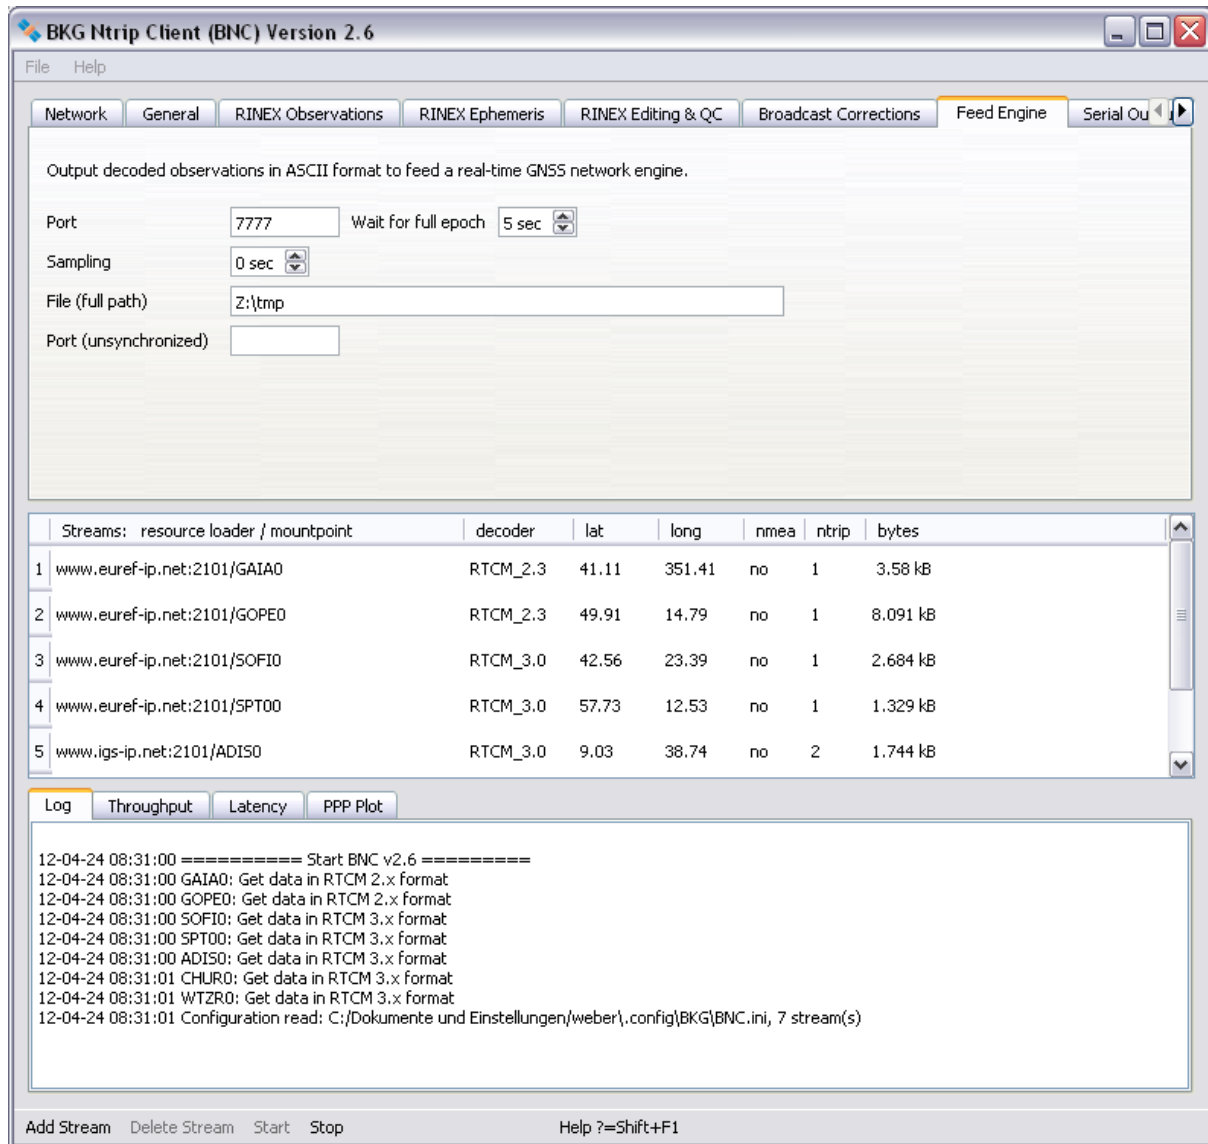 BKG Ntrip Client (BNC) Version 2.6
File Help
Network General RINEX Observations RINEX Ephemeris RINEX Editing & QC Broadcast Corrections Feed Engine Serial Ou
Output decoded observations in ASCII format to feed a real-time GNSS network engine.
Port 7777 Wait for full epoch 5 sec
Sampling 0 sec
File (full path) Z:\tmp
Port (unsynchronized)
Streams: resource loader / mountpoint decoder lat long nmea ntrip bytes
1 www.euref-ip.net:2101/GAIA0 RTCM_2.3 41.11 351.41 no 1 3.58 kB
2 www.euref-ip.net:2101/GOPE0 RTCM_2.3 49.91 14.79 no 1 8.091 kB
3 www.euref-ip.net:2101/SOFI0 RTCM_3.0 42.56 23.39 no 1 2.684 kB
4 www.euref-ip.net:2101/SPT00 RTCM_3.0 57.73 12.53 no 1 1.329 kB
5 www.igs-ip.net:2101/ADIS0 RTCM_3.0 9.03 38.74 no 2 1.744 kB
Log Throughput Latency PPP Plot
12-04-24 08:31:00 ========== Start BNC v2.6 =========
12-04-24 08:31:00 GAIA0: Get data in RTCM 2.x format
12-04-24 08:31:00 GOPE0: Get data in RTCM 2.x format
12-04-24 08:31:00 SOFI0: Get data in RTCM 3.x format
12-04-24 08:31:00 SPT00: Get data in RTCM 3.x format
12-04-24 08:31:00 ADIS0: Get data in RTCM 3.x format
12-04-24 08:31:01 CHUR0: Get data in RTCM 3.x format
12-04-24 08:31:01 WTZR0: Get data in RTCM 3.x format
12-04-24 08:31:01 Configuration read: C:/Dokumente und Einstellungen/weber\.config\BKG\BNC.ini, 7 stream(s)
Add Stream Delete Stream Start Stop Help ?=Shift+F1